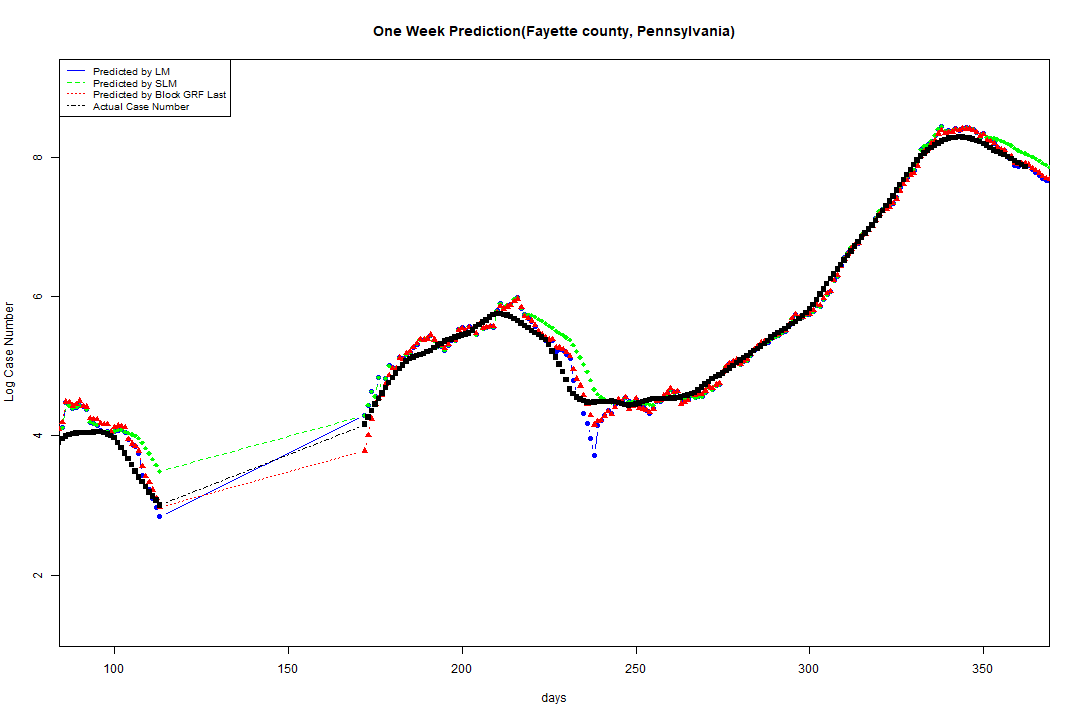 One Week Prediction(Fayette county, Pennsylvania)
Predicted by LM
Predicted by SLM
Predicted by Block GRF Last
Actual Case Number
8
6
4
2
Log Case Number
100 150 200 250 300 350
days